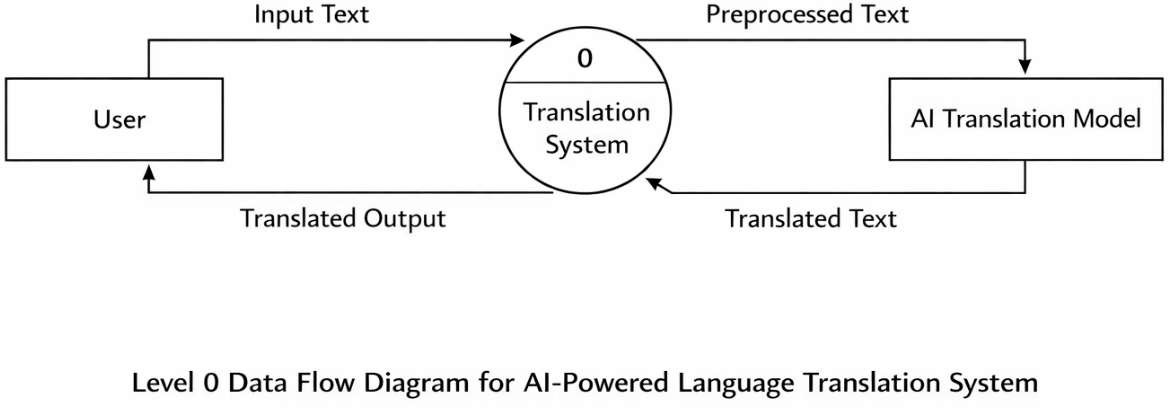 Input Text
Preprocessed Text
0
User
Translation
System
AI Translation Model
Translated Output
Translated Text
Level 0 Data Flow Diagram for AI-Powered Language Translation System